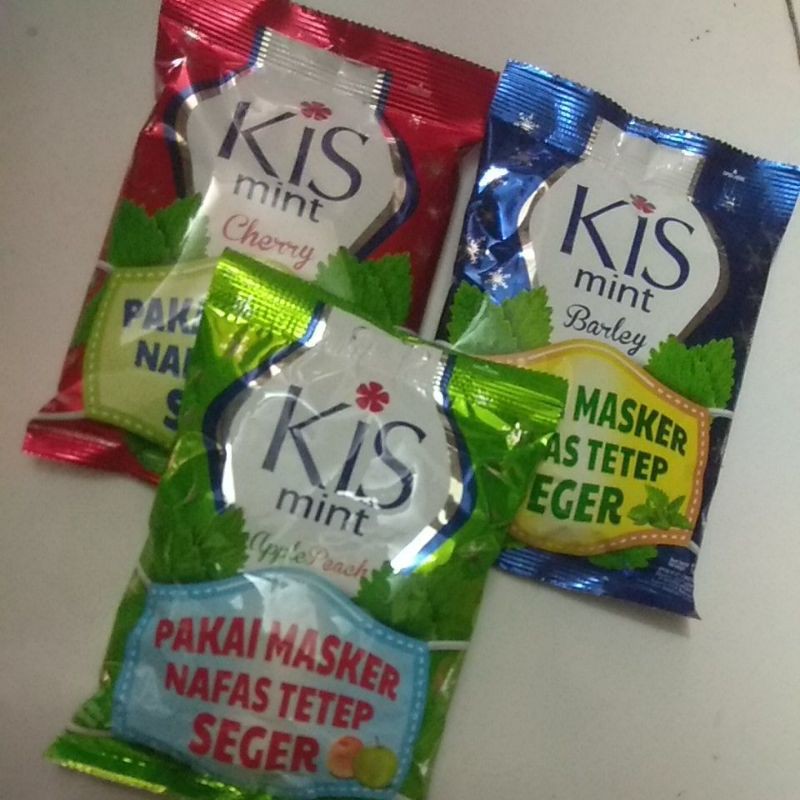 KiS
mint
Cherry
KiS
mint
Barley
MASKER
AS TETEP
EGER
KiS
mint
Apple Peach
PAKAI MASKER
NAFAS TETEP
SEGER